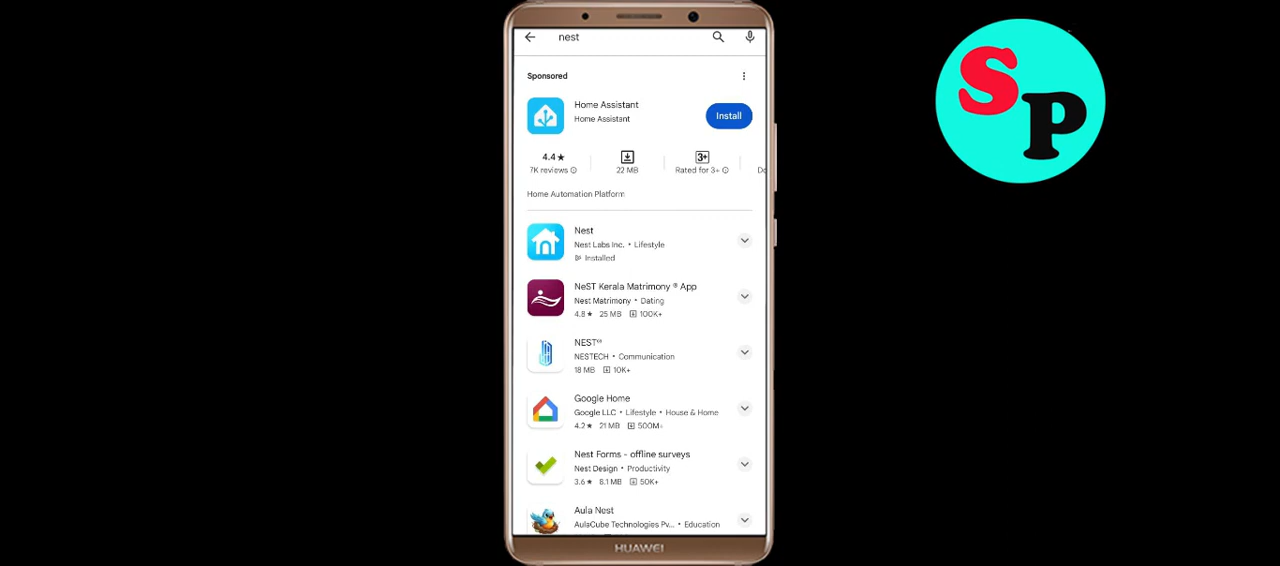 nest
Sponsored
Home Assistant
Home Assistant
Install
4.4★
7K reviews
22 MB
3+
Rated for 3+
Home Automation Platform
Nest
Nest Labs Inc. • Lifestyle
Installed
NeST Kerala Matrimony ® App
Nest Matrimony • Dating
4.8★ 25 MB 100K+
NESTECH • Communication
18 MB 10K+
Google Home
Google LLC • Lifestyle • House & Home
4.2★ 21 MB 500M+
Nest Forms - offline surveys
Nest Design • Productivity
3.6★ 8.1 MB 50K+
Aula Nest
AulaCube Technologies Pv... • Education
HUAWEI
SP